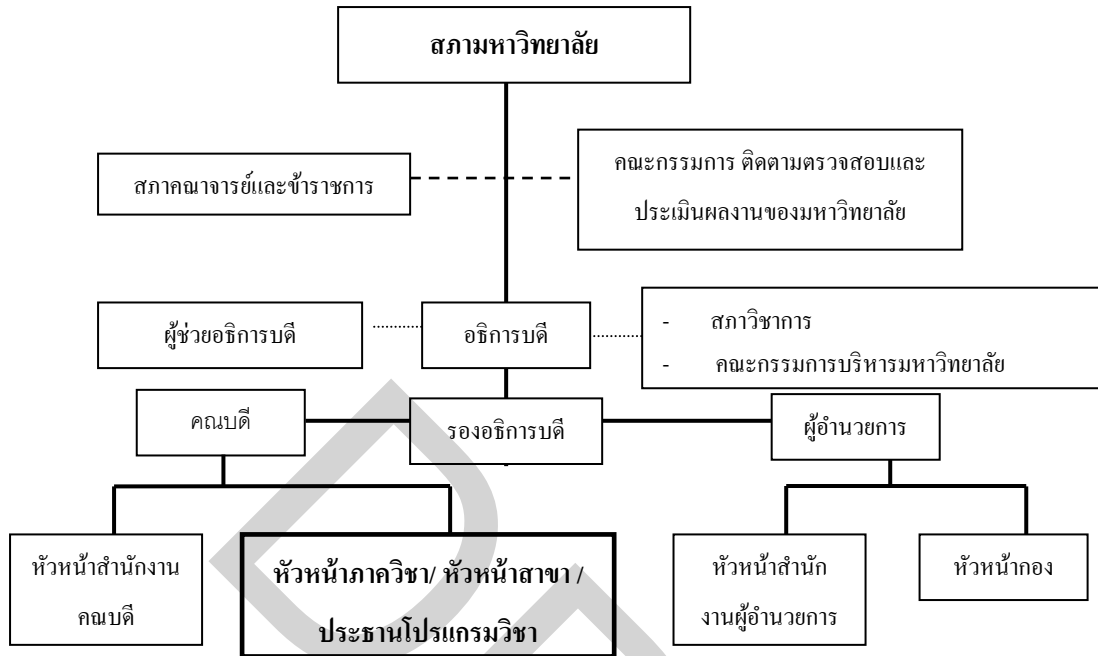 สภามหาวิทยาลัย
สภาคณาจารย์และข้าราชการ
คณะกรรมการ ติดตามตรวจสอบและ
ประเมินผลงานของมหาวิทยาลัย
ผู้ช่วยอธิการบดี
อธิการบดี
- สภาวิชาการ
- คณะกรรมการบริหารมหาวิทยาลัย
คณบดี
รองอธิการบดี
ผู้อำนวยการ
หัวหน้าสำนักงาน
คณบดี
หัวหน้าภาควิชา/ หัวหน้าสาขา /
ประธานโปรแกรมวิชา
หัวหน้าสำนัก
งานผู้อำนวยการ
หัวหน้ากอง